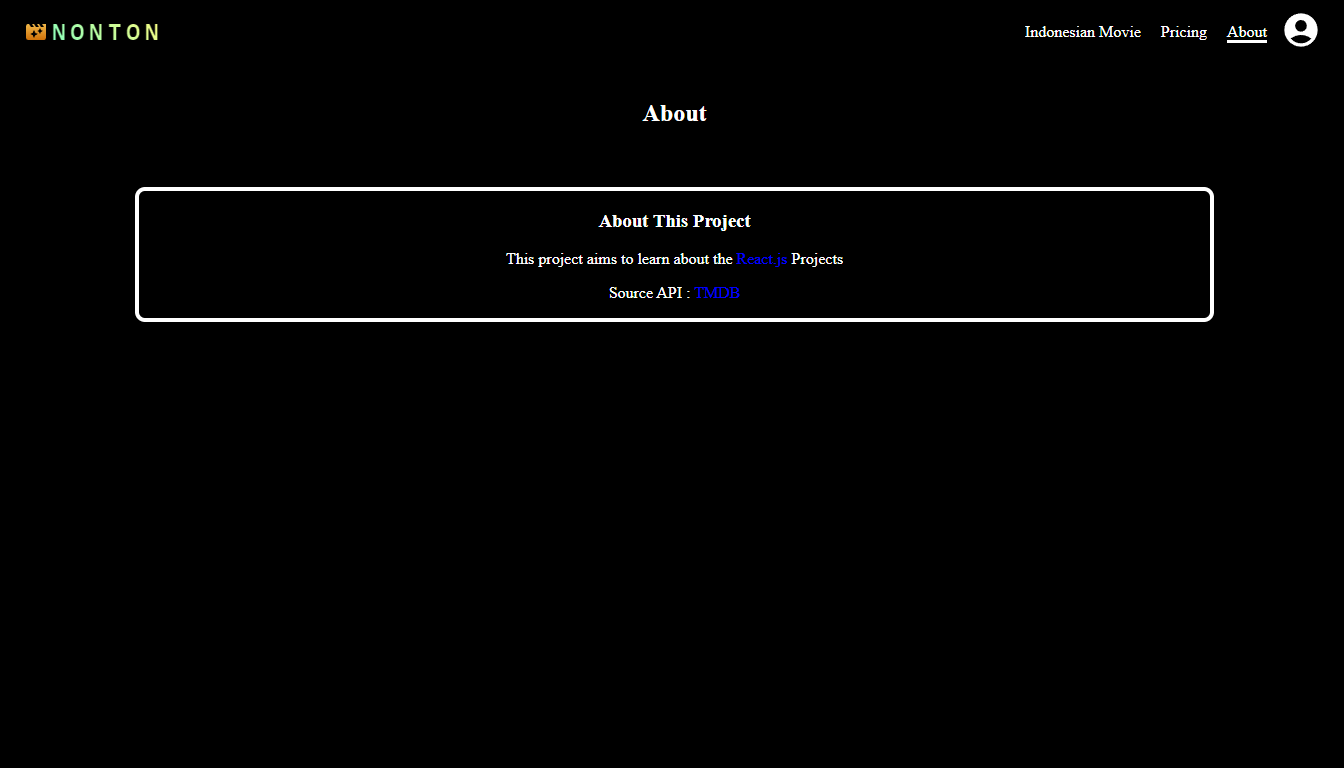 NONTON
Indonesian Movie Pricing About
About
About This Project
This project aims to learn about the React.js Projects
Source API : TMDB